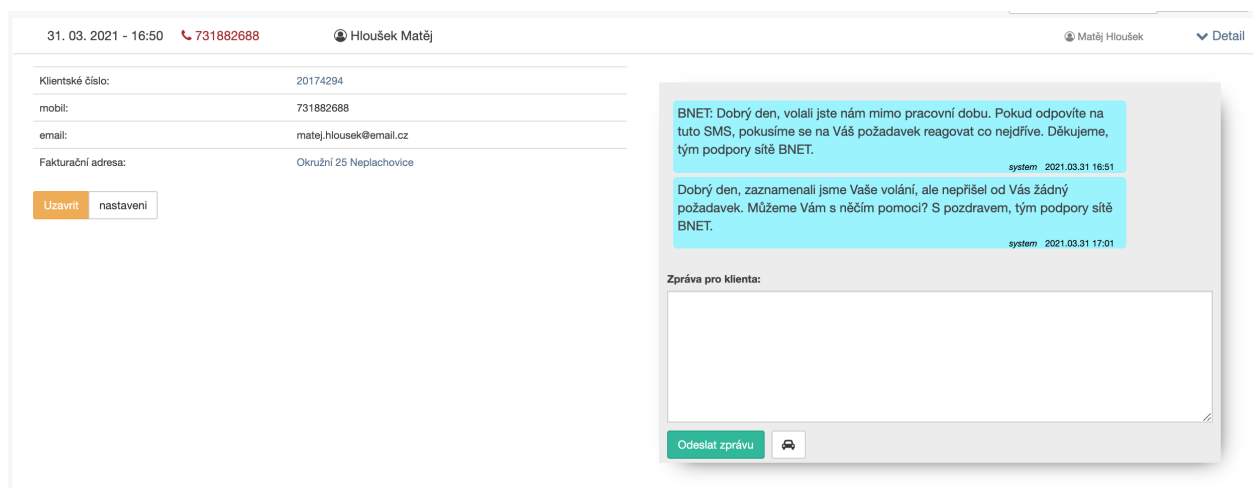 31. 03. 2021 - 16:50 731882688 Hloušek Matěj Matěj Hloušek Detail
Klientské číslo: 20174294
mobil: 731882688
email: matej.hlousek@email.cz
Fakturační adresa: Okružní 25 Neplachovice
Uzavrit nastaveni
BNET: Dobrý den, volali jste nám mimo pracovní dobu. Pokud odpovíte na
tuto SMS, pokusíme se na Váš požadavek reagovat co nejdříve. Děkujeme,
tým podpory sítě BNET.
system 2021.03.31 16:51
Dobrý den, zaznamenali jsme Vaše volání, ale nepřišel od Vás žádný
požadavek. Můžeme Vám s něčím pomoci? S pozdravem, tým podpory sítě
BNET.
system 2021.03.31 17:01
Zpráva pro klienta:
Odeslat zprávu